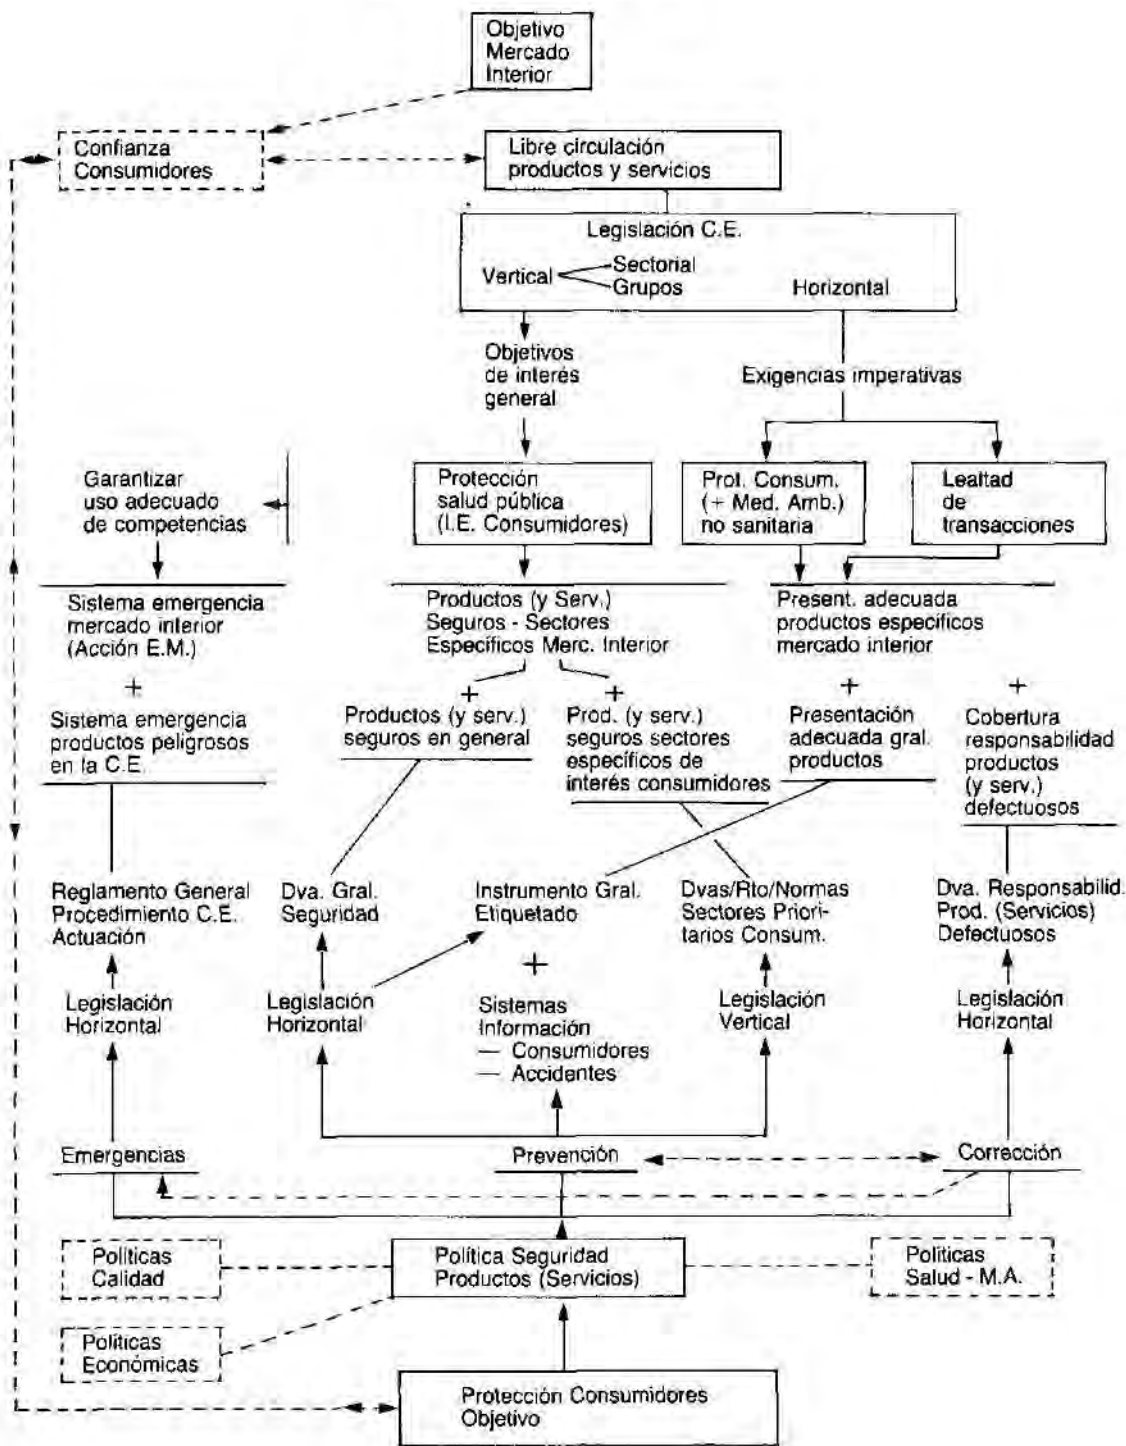 Objetivo
Mercado
Interior
Confianza
Consumidores
Libre circulación
productos y servicios
Legislación C.E.
Vertical
Sectorial
Grupos
Horizontal
Objetivos
de interés
general
Exigencias imperativas
Garantizar
uso adecuado
de competencias
Protección
salud pública
(I.E. Consumidores)
Prot. Consum.
(+ Med. Amb.)
no sanitaria
Lealtad
de
transacciones
Sistema emergencia
mercado interior
(Acción E.M.)
+
Sistema emergencia
productos peligrosos
en la C.E.
Productos (y Serv.)
Seguros - Sectores
Específicos Merc. Interior
+
Productos (y serv.)
seguros en general
+
Prod. (y serv.)
seguros sectores
específicos de
interés consumidores
Present. adecuada
productos específicos
mercado interior
+
Presentación
adecuada gral.
productos
+
Cobertura
responsabilidad
productos
(y serv.)
defectuosos
Reglamento General
Procedimiento C.E.
Actuación
Dva. Gral.
Seguridad
Instrumento Gral.
Etiquetado
Dvas/Rto/Normas
Sectores Priori-
tarios Consum.
Dva. Responsabilid.
Prod. (Servicios)
Defectuosos
Legislación
Horizontal
Legislación
Horizontal
+
Sistemas
Información
— Consumidores
— Accidentes
Legislación
Vertical
Legislación
Horizontal
Emergencias
Prevención
Corrección
Políticas
Calidad
Política Seguridad
Productos (Servicios)
Políticas
Salud - M.A.
Políticas
Económicas
Protección Consumidores
Objetivo